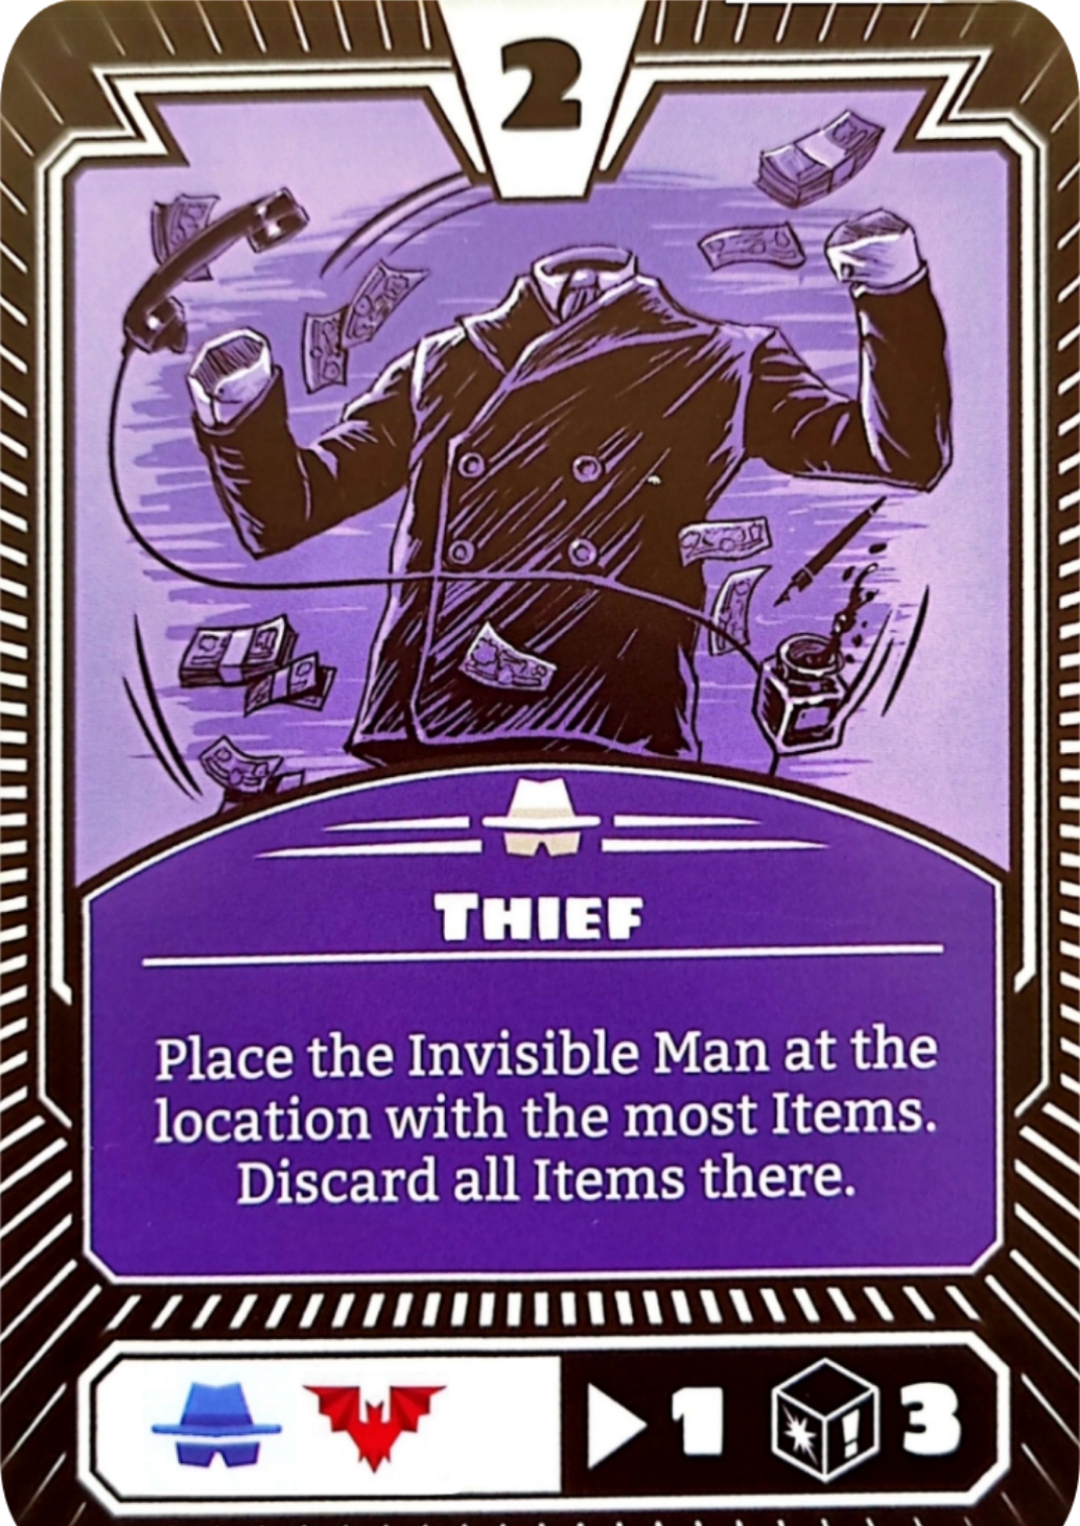 2
THIEF
Place the Invisible Man at the
location with the most Items.
Discard all Items there.
1 ! 3